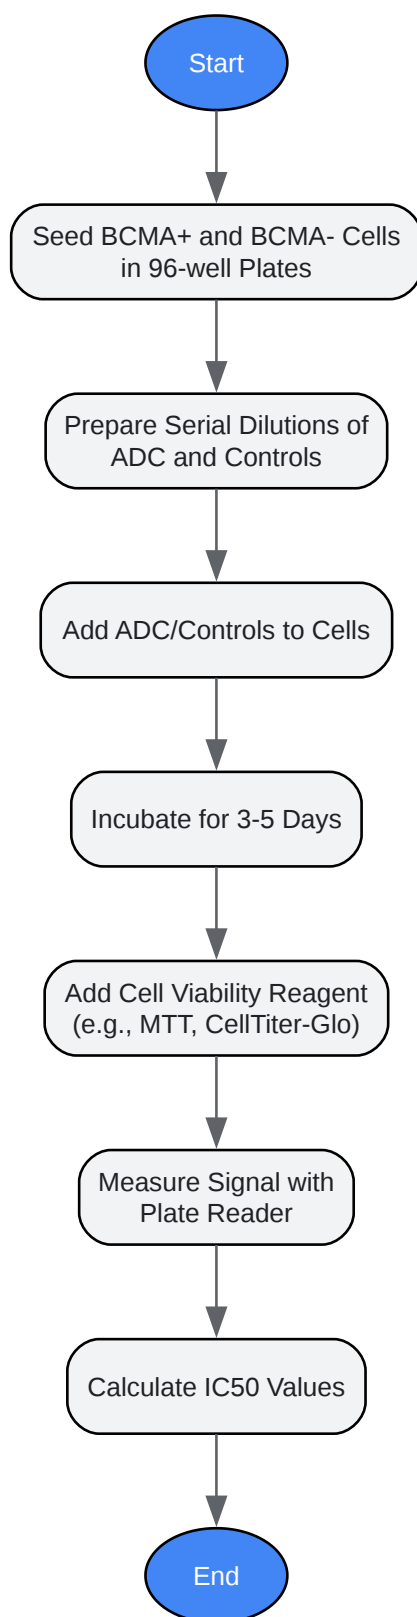 Start
Seed BCMA+ and BCMA- Cells
in 96-well Plates
Prepare Serial Dilutions of
ADC and Controls
Add ADC/Controls to Cells
Incubate for 3-5 Days
Add Cell Viability Reagent
(e.g., MTT, CellTiter-Glo)
Measure Signal with
Plate Reader
Calculate IC50 Values
End